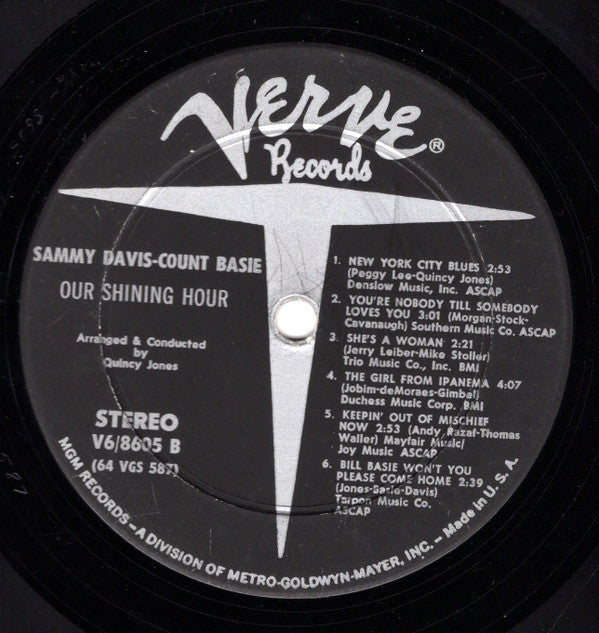 Verve®
Records
SAMMY DAVIS-COUNT BASIE
OUR SHINING HOUR
Arranged & Conducted
by
Quincy Jones
STEREO
V6/8605 B
(64 VGS 587)
1. NEW YORK CITY BLUES 2:53
(Peggy Lee-Quincy Jones)
Denslow Music, Inc. ASCAP
2. YOU'RE NOBODY TILL SOMEBODY
LOVES YOU 3:01 (Morgan-Stock-
Cavanaugh) Southern Music Co. ASCAP
3. SHE'S A WOMAN 2:21
(Jerry Leiber-Mike Stoller)
Trio Music Co., Inc. BMI
4. THE GIRL FROM IPANEMA 4:07
(Jobim-deMoraes-Gimbel)
Duchess Music Corp. BMI
5. KEEPIN' OUT OF MISCHIEF
NOW 2:53 (Andy Razaf-Thomas
Waller) Mayfair Music/
Joy Music ASCAP
6. BILL BASIE WON'T YOU
PLEASE COME HOME 2:39
(Jones-Basie-Davis)
Tarpon Music Co.
ASCAP
MGM RECORDS – A DIVISION OF METRO-GOLDWYN-MAYER, INC. – Made in U.S.A.